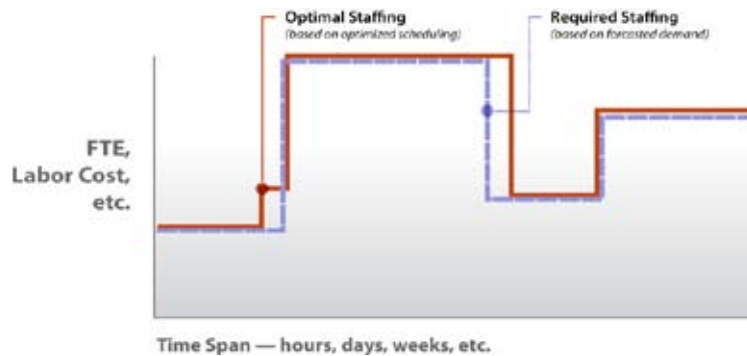 Optimal Staffing
(based on optimized scheduling)
Required Staffing
(based on forcasted demand)
FTE,
Labor Cost,
etc.
Time Span — hours, days, weeks, etc.